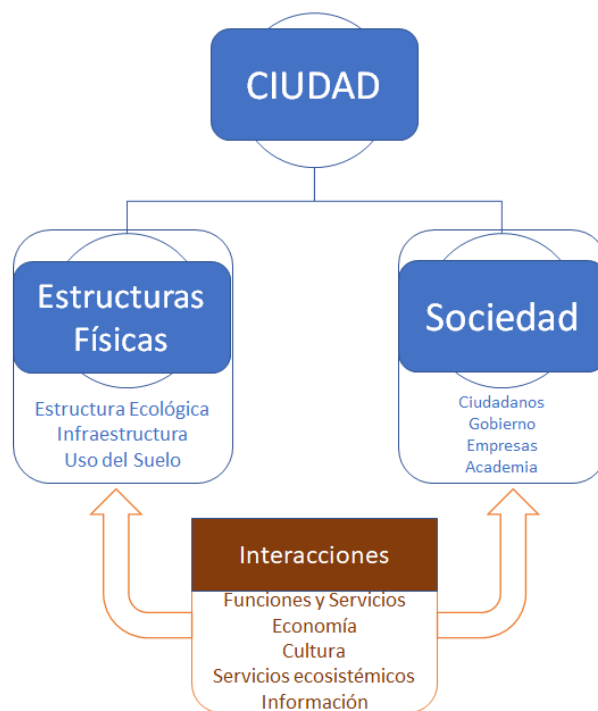 CIUDAD
Estructuras
Físicas
Estructura Ecológica
Infraestructura
Uso del Suelo
Sociedad
Ciudadanos
Gobierno
Empresas
Academia
Interacciones
Funciones y Servicios
Economía
Cultura
Servicios ecosistémicos
Información